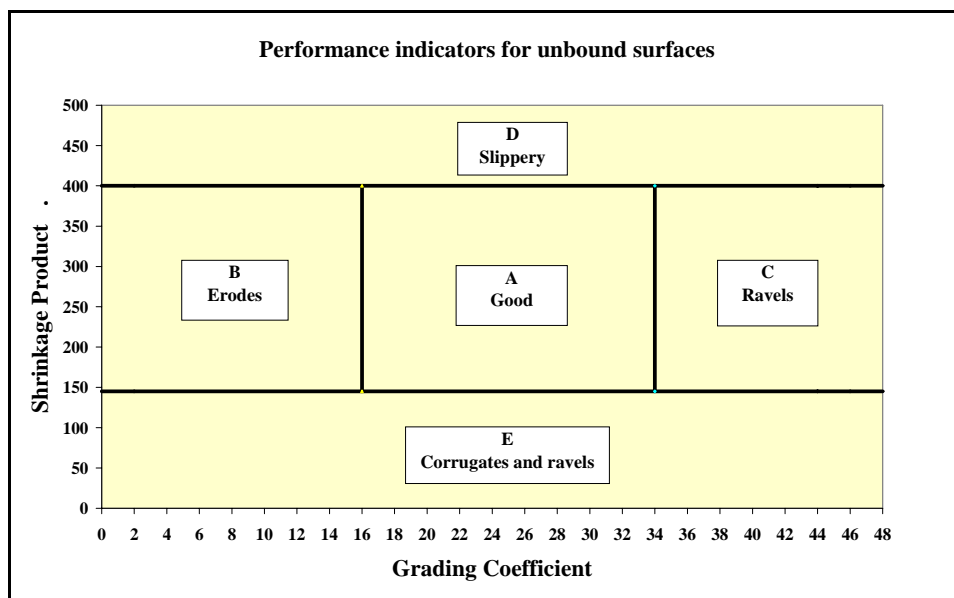 Performance indicators for unbound surfaces
Shrinkage Product .
500
450
400
350
300
250
200
150
100
50
0
D
Slippery
B
Erodes
A
Good
C
Ravels
E
Corrugates and ravels
0 2 4 6 8 10 12 14 16 18 20 22 24 26 28 30 32 34 36 38 40 42 44 46 48
Grading Coefficient